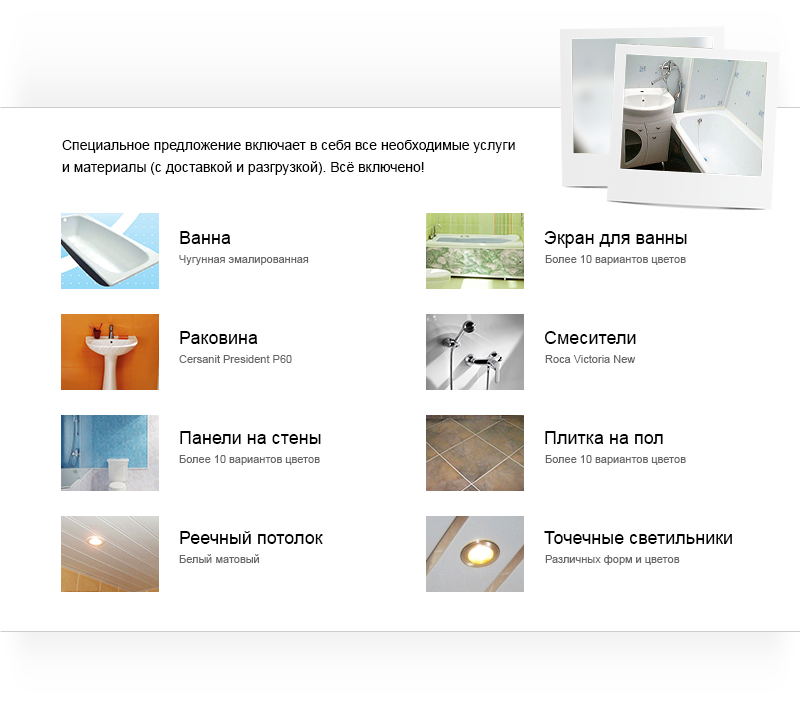 Специальное предложение включает в себя все необходимые услуги
и материалы (с доставкой и разгрузкой). Всё включено!
Ванна
Чугунная эмалированная
Экран для ванны
Более 10 вариантов цветов
Раковина
Cersanit President P60
Смесители
Roca Victoria New
Панели на стены
Более 10 вариантов цветов
Плитка на пол
Более 10 вариантов цветов
Реечный потолок
Белый матовый
Точечные светильники
Различных форм и цветов